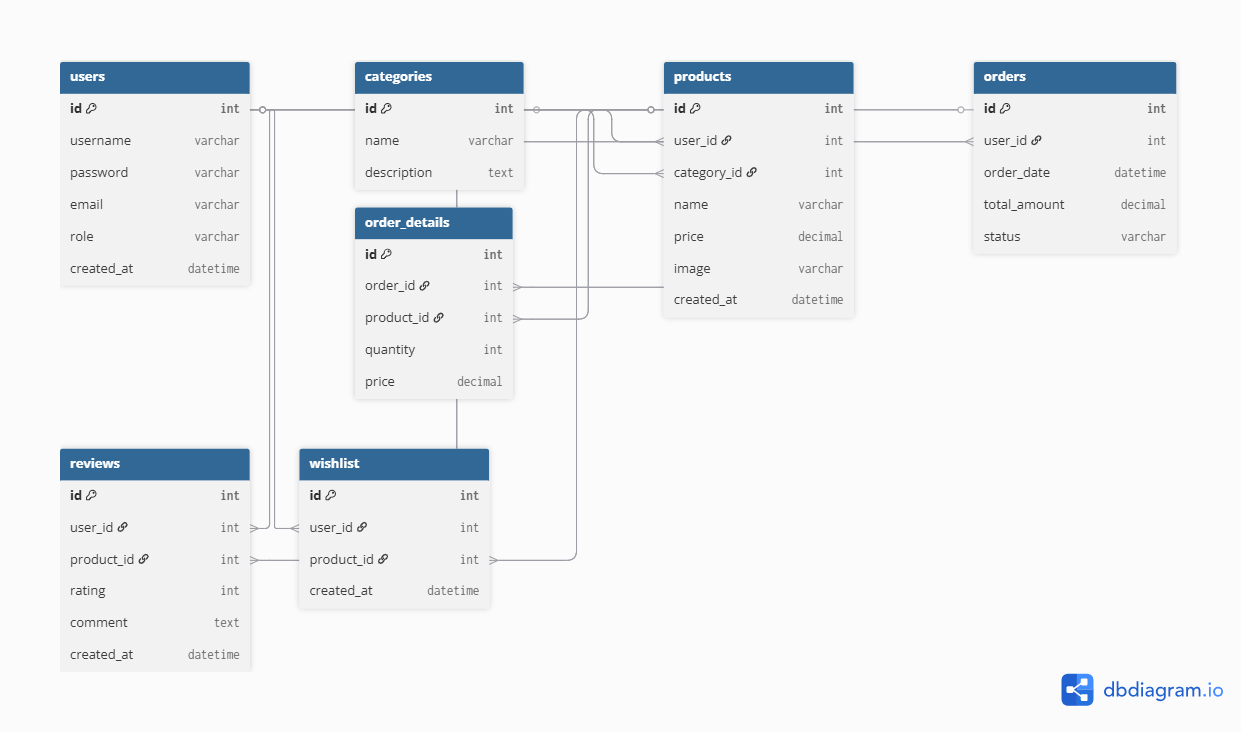 users
id int
username varchar
password varchar
email varchar
role varchar
created_at datetime
categories
id int
name varchar
description text
products
id int
user_id int
category_id int
name varchar
price decimal
image varchar
created_at datetime
orders
id int
user_id int
order_date datetime
total_amount decimal
status varchar
order_details
id int
order_id int
product_id int
quantity int
price decimal
reviews
id int
user_id int
product_id int
rating int
comment text
created_at datetime
wishlist
id int
user_id int
product_id int
created_at datetime
dbdiagram.io